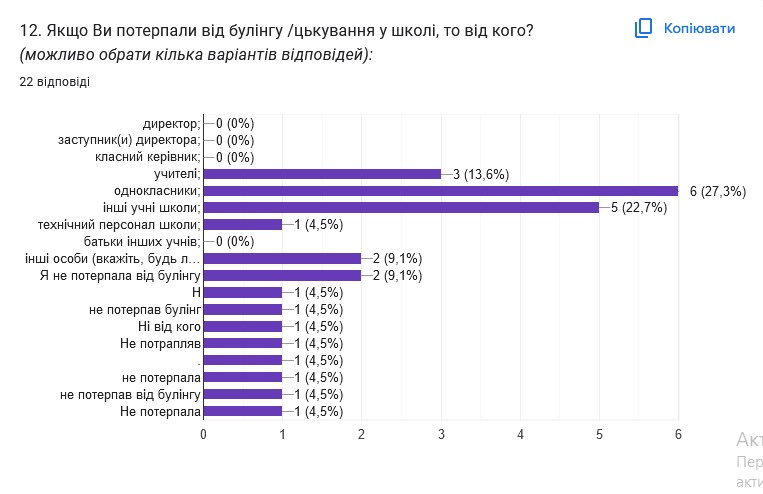 12. Якщо Ви потерпали від булінгу /цькування у школі, то від кого?
Копіювати
(можливо обрати кілька варіантів відповідей):
22 відповіді
директор; 0 (0%)
заступник(и) директора; 0 (0%)
класний керівник; 0 (0%)
учителі; 3 (13,6%)
однокласники; 6 (27,3%)
інші учні школи; 5 (22,7%)
технічний персонал школи; 1 (4,5%)
батьки інших учнів; 0 (0%)
інші особи (вкажіть, будь л... 2 (9,1%)
Я не потерпала від булінгу 2 (9,1%)
Н 1 (4,5%)
не потерпав булінг 1 (4,5%)
Ні від кого 1 (4,5%)
Не потрапляв 1 (4,5%)
. 1 (4,5%)
не потерпала 1 (4,5%)
не потерпав від булінгу 1 (4,5%)
Не потерпала 1 (4,5%)
0 1 2 3 4 5 6
Акт
Пер
акти